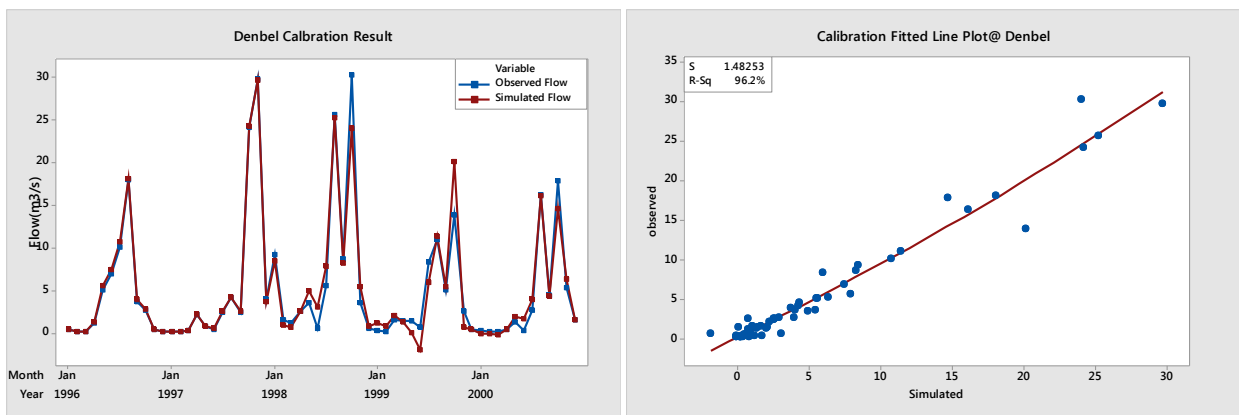 Denbel Calbration Result
Variable
Observed Flow
Simulated Flow
Flow(m3/s)
30
25
20
15
10
5
0
Month Jan Jan Jan Jan Jan
Year 1996 1997 1998 1999 2000
Calibration Fitted Line Plot@ Denbel
S 1.48253
R-Sq 96.2%
observed
35
30
25
20
15
10
5
0
0 5 10 15 20 25 30
Simulated